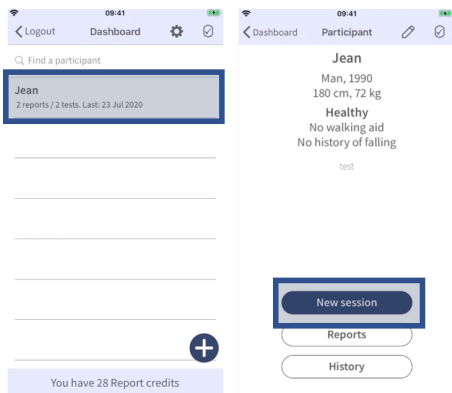 09:41
Logout
Dashboard
Find a participant
Jean
2 reports / 2 tests. Last: 23 Jul 2020
You have 28 Report credits
09:41
Dashboard
Participant
Jean
Man, 1990
180 cm, 72 kg
Healthy
No walking aid
No history of falling
test
New session
Reports
History